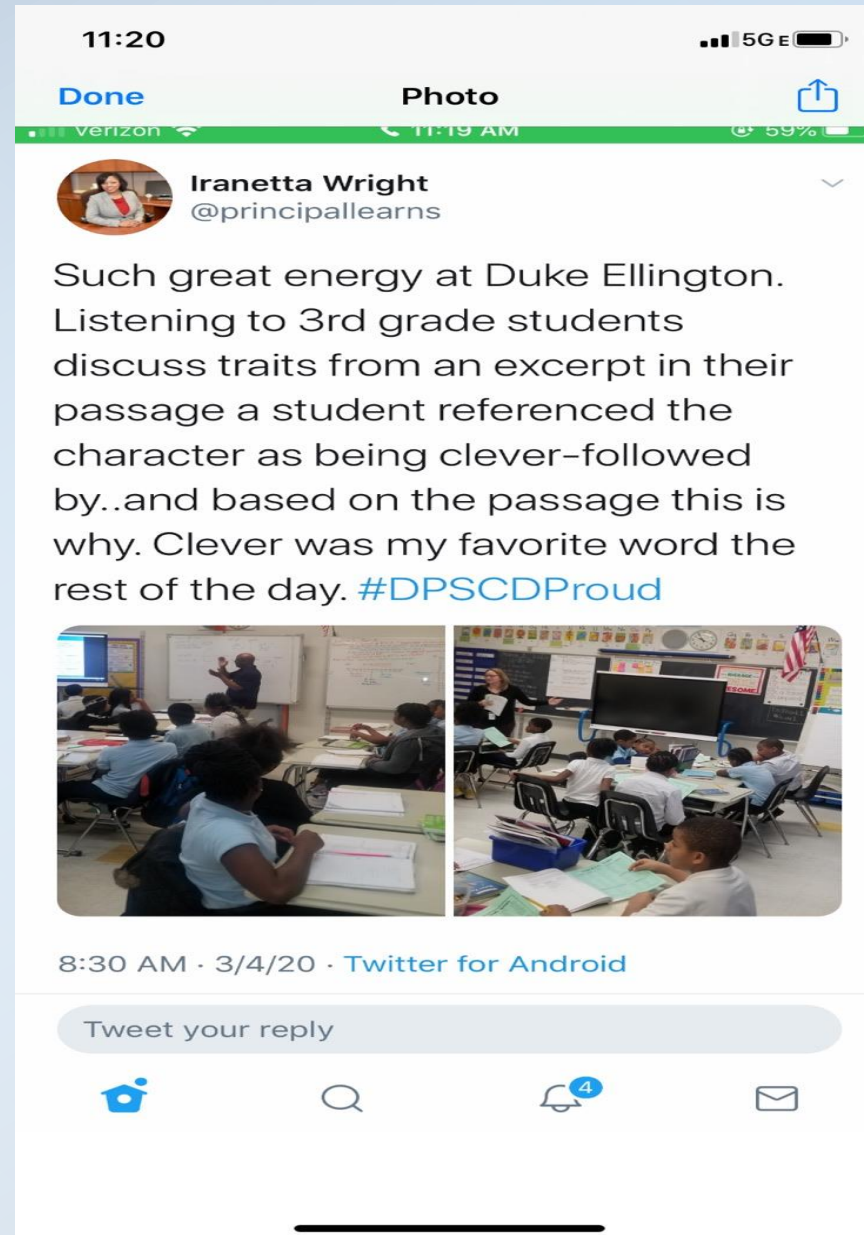 11:20
5G E
Done
Photo
verizon
11:19 AM
59%
Iranetta Wright
@principallearns
Such great energy at Duke Ellington.
Listening to 3rd grade students
discuss traits from an excerpt in their
passage a student referenced the
character as being clever-followed
by..and based on the passage this is
why. Clever was my favorite word the
rest of the day. #DPSCDProud
8:30 AM · 3/4/20 · Twitter for Android
Tweet your reply
4